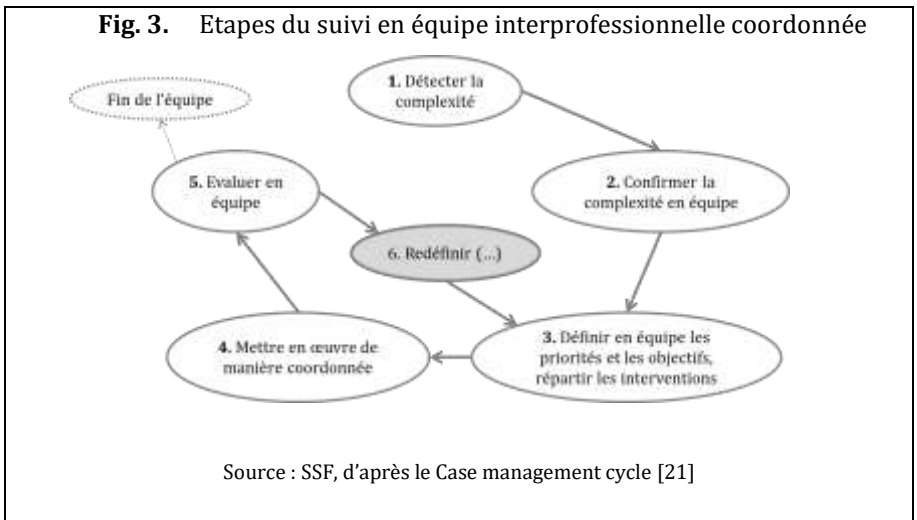 Fig. 3. Etapes du suivi en équipe interprofessionnelle coordonnée
1. Détecter la
complexité
Fin de l'équipe
5. Evaluer en
équipe
2. Confirmer la
complexité en équipe
6. Redéfinir (...)
4. Mettre en œuvre de
manière coordonnée
3. Définir en équipe les
priorités et les objectifs,
répartir les interventions
Source : SSF, d'après le Case management cycle [21]